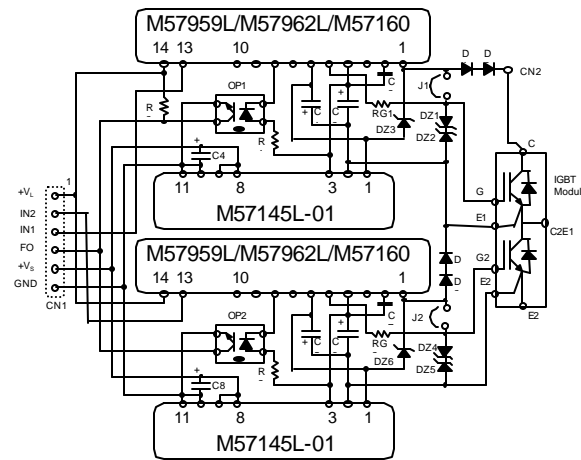 M57959L/M57962L/M57160
14 13 10 1
D D
CN2
OP1
J1
R
-
C
-
+
C
-
+
C
-
RG1
DZ1
DZ2
DZ3
R
-
C
+
C4
IGBT
Modul
G
1
+VL
11 8 3 1
E1
C2E1
IN2
M57145L-01
IN1
FO
M57959L/M57962L/M57160
D
G2
+VS
14 13 10 1
D
-
E2
GND
CN1
C
-
J2
OP2
+
C
-
+
C
-
RG
-
E2
R
-
DZ4
DZ6
DZ5
+
C8
11 8 3 1
M57145L-01